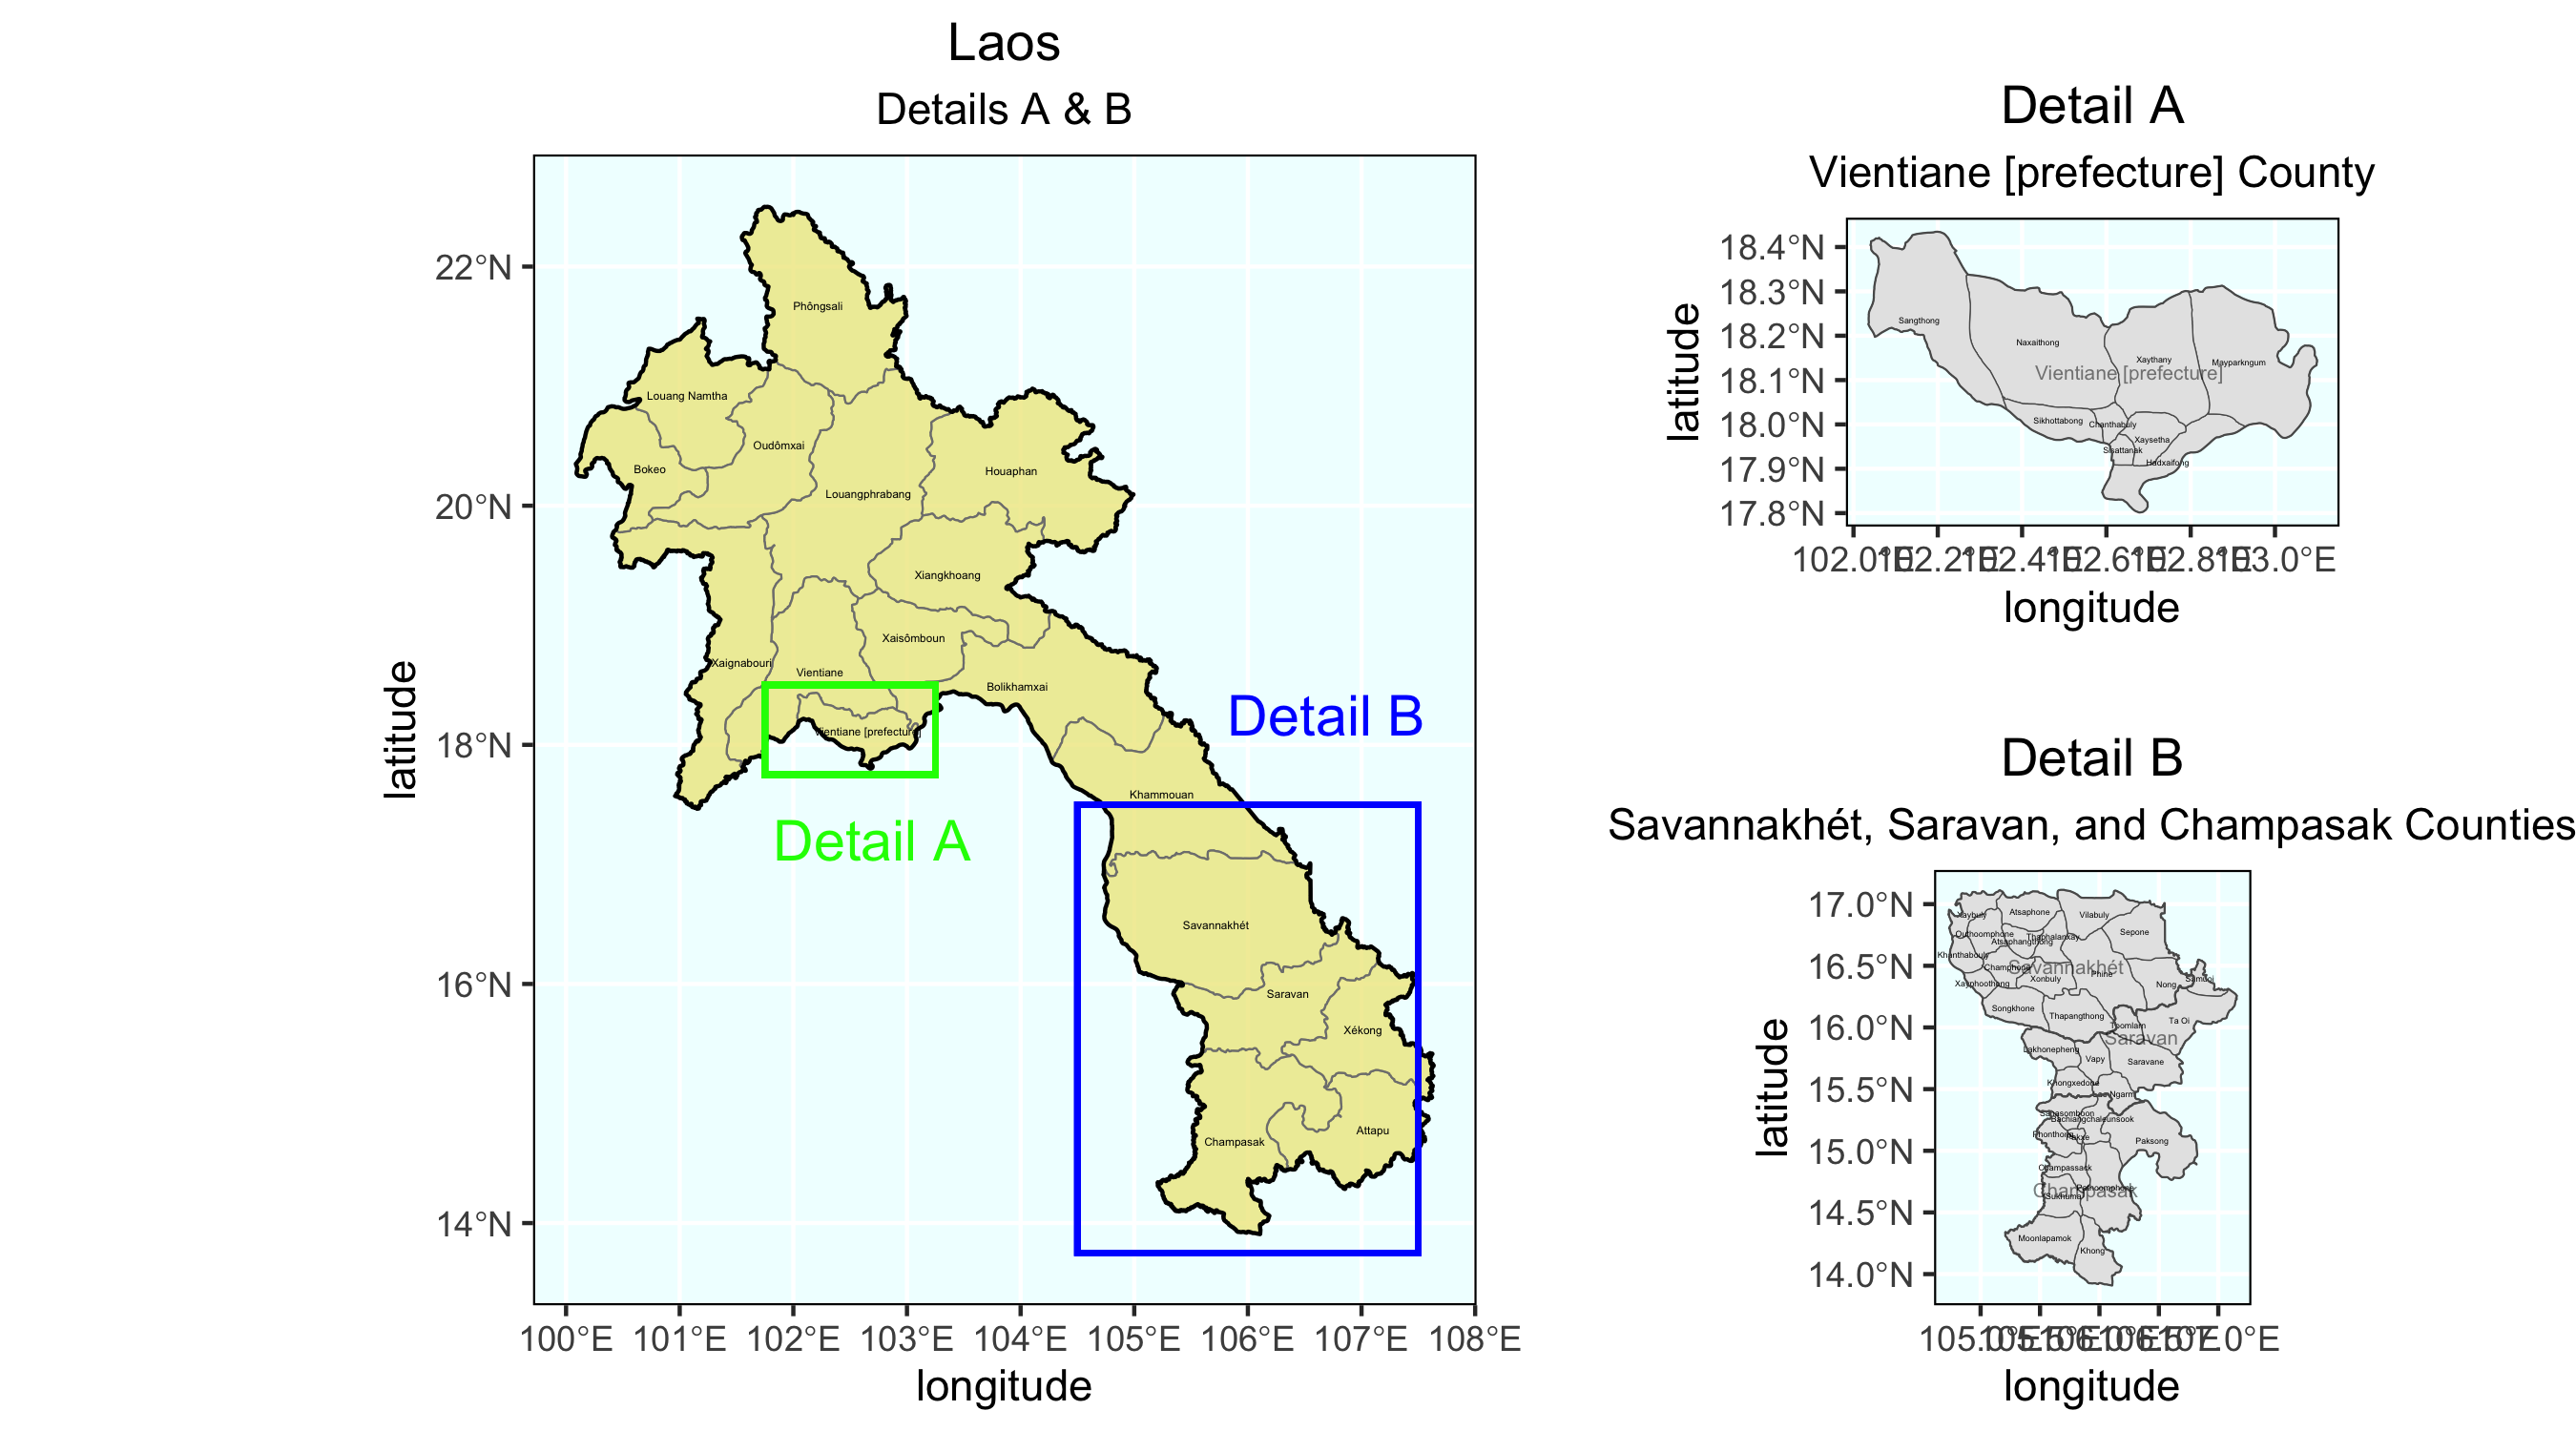 Laos
Details A & B
22°N
20°N
18°N
16°N
14°N
latitude
Phôngsali
Louang Namtha
Oudômxai
Bokeo
Houaphan
Louangphrabang
Xiangkhoang
Xaisômboun
Xaignabouri
Vientiane
Bolikhamxai
Vientiane [prefecture]
Detail B
Khammouan
Detail A
Savannakhét
Saravan
Xékong
Attapu
Champasak
100°E 101°E 102°E 103°E 104°E 105°E 106°E 107°E 108°E
longitude
Detail A
Vientiane [prefecture] County
18.4°N
18.3°N
18.2°N
18.1°N
18.0°N
17.9°N
17.8°N
latitude
Sangthong
Naxaithong
Xaythany
Mayparkngum
Vientiane [prefecture]
Sikhottabong
Chanthabuly
Xaysetha
Sisattanak
Hadxaifong
102.0°E 102.2°E 102.4°E 102.6°E 102.8°E 103.0°E
longitude
Detail B
Savannakhét, Saravan, and Champasak Counties
17.0°N
16.5°N
16.0°N
15.5°N
15.0°N
14.5°N
14.0°N
latitude
Xaybuly
Atsaphone
Vilabuly
Sepone
Outhoomphone
Thaphalanxay
Atsaphangthong
Khanthabouly
Champhone
Savannakhét
Phine
Xonbuly
Xayphoothong
Nong
Samuoi
Songkhone
Thapangthong
Toomlarn
Ta Oi
Saravan
Lakhonepheng
Vapy
Saravane
Khongxedone
Lao Ngarm
Sanasomboon
Bachiangchaleunsook
Phonthong
Pakxe
Paksong
Champassack
Pathoomphone
Champasak
Sukhuma
Moonlapamok
Khong
105.0°E 105.5°E 106.0°E 106.5°E 107.0°E
longitude